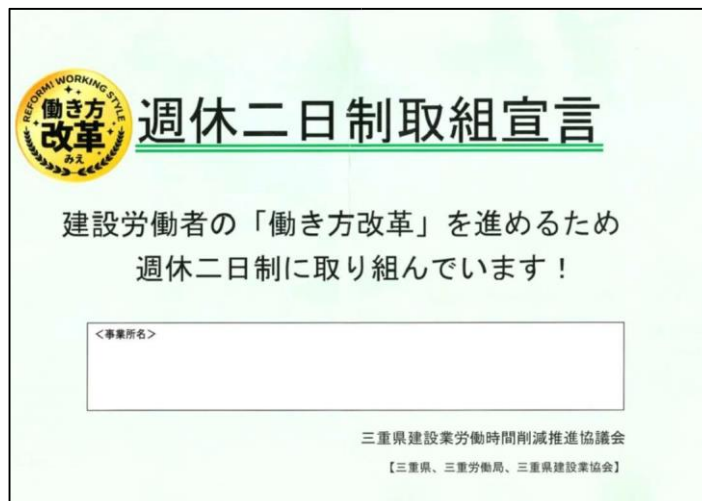 REFORM! WORKING STYLE
働き方
改革
みえ
週休二日制取組宣言
建設労働者の「働き方改革」を進めるため
週休二日制に取り組んでいます！
＜事業所名＞
三重県建設業労働時間削減推進協議会
【三重県、三重労働局、三重県建設業協会】